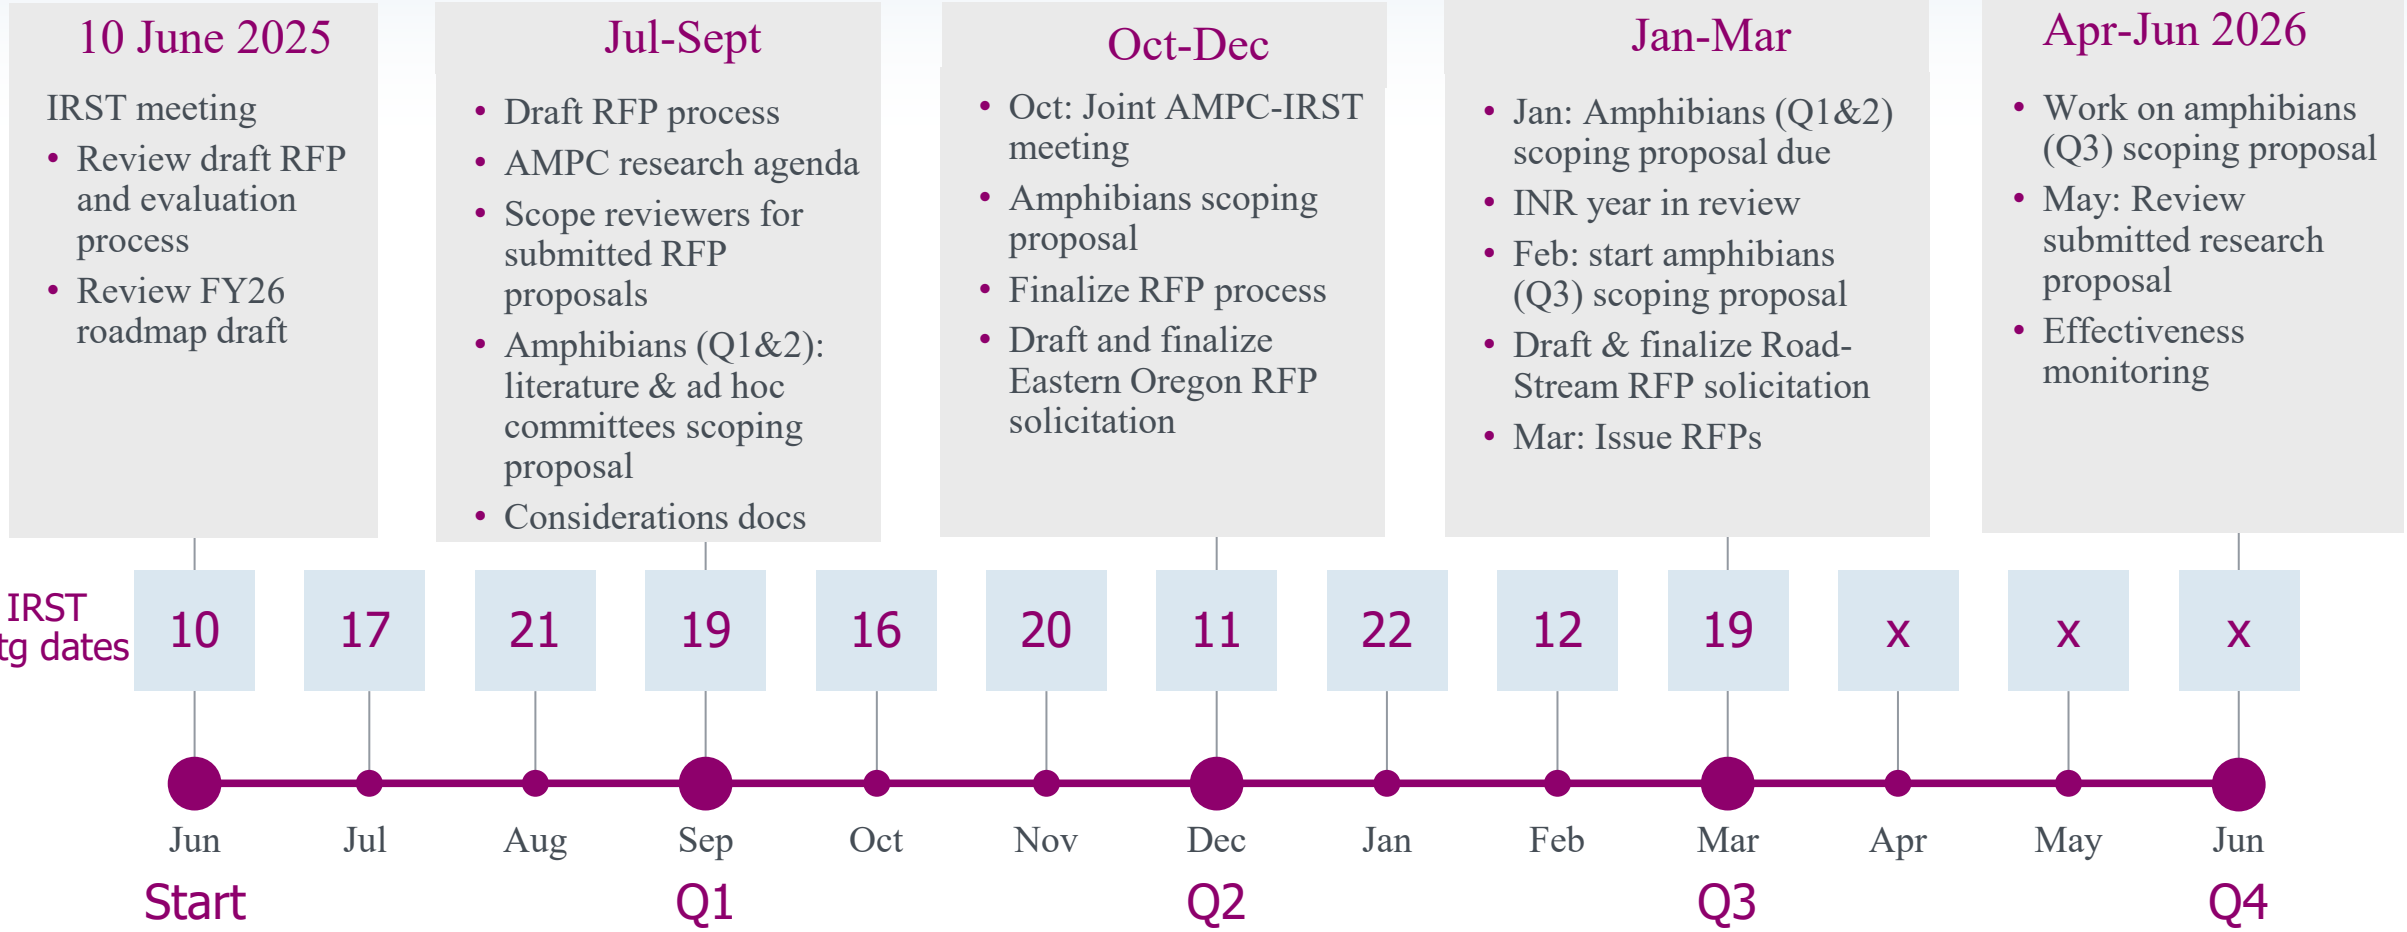 10 June 2025
IRST meeting
• Review draft RFP
and evaluation
process
• Review FY26
roadmap draft
Jul-Sept
• Draft RFP process
• AMPC research agenda
• Scope reviewers for
submitted RFP
proposals
• Amphibians (Q1&2):
literature & ad hoc
committees scoping
proposal
• Considerations docs
Oct-Dec
• Oct: Joint AMPC-IRST
meeting
• Amphibians scoping
proposal
• Finalize RFP process
• Draft and finalize
Eastern Oregon RFP
solicitation
Jan-Mar
• Jan: Amphibians (Q1&2)
scoping proposal due
• INR year in review
• Feb: start amphibians
(Q3) scoping proposal
• Draft & finalize Road-
Stream RFP solicitation
• Mar: Issue RFPs
Apr-Jun 2026
• Work on amphibians
(Q3) scoping proposal
• May: Review
submitted research
proposal
• Effectiveness
monitoring
IRST
tg dates
10 17 21 19 16 20 11 22 12 19 x x x
Jun Jul Aug Sep Oct Nov Dec Jan Feb Mar Apr May Jun
Start Q1 Q2 Q3 Q4